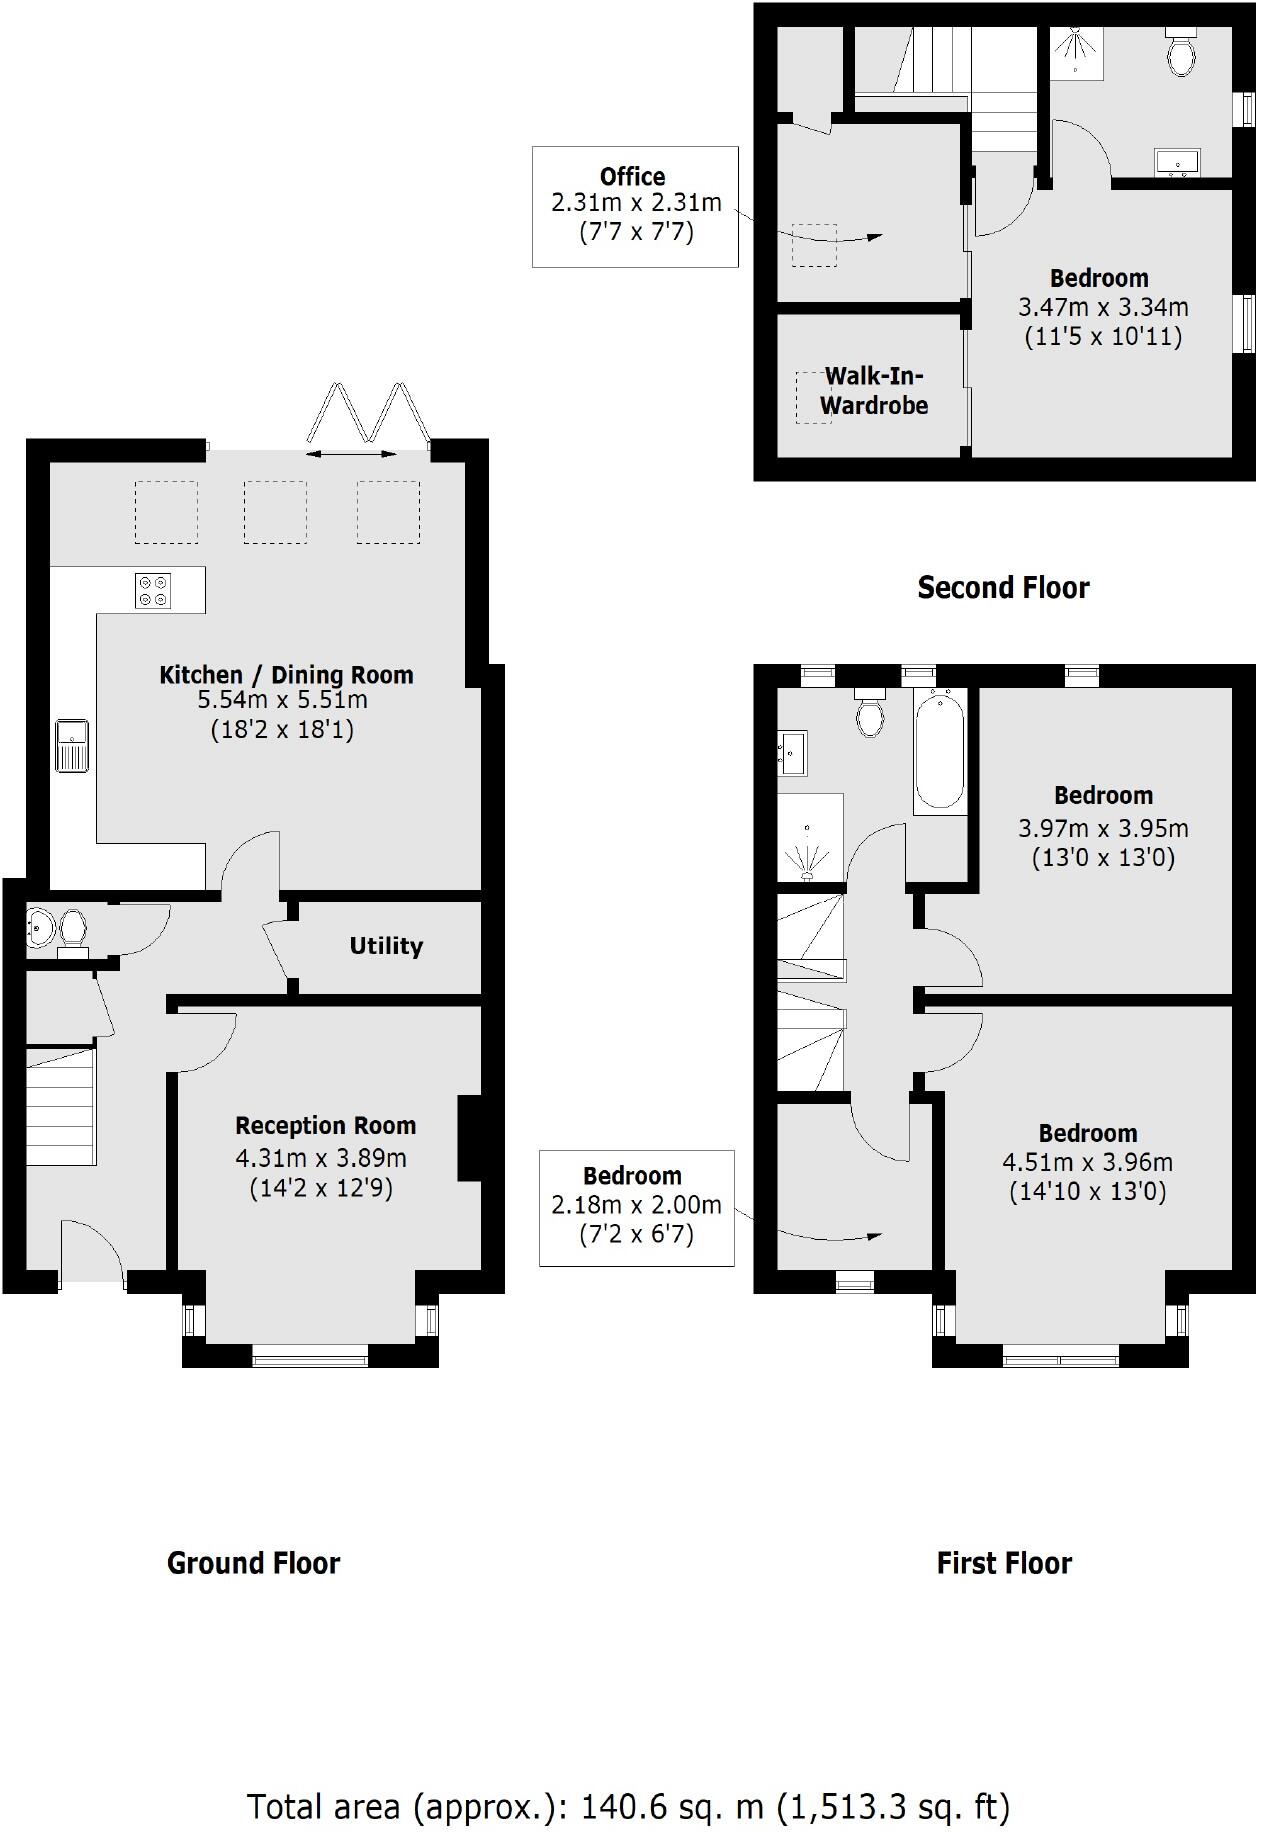 Office
2.31m x 2.31m
(7'7 x 7'7)
Bedroom
3.47m x 3.34m
(11'5 x 10'11)
Walk-In-
Wardrobe
Second Floor
Kitchen / Dining Room
5.54m x 5.51m
(18'2 x 18'1)
Utility
Reception Room
4.31m x 3.89m
(14'2 x 12'9)
Ground Floor
Bedroom
3.97m x 3.95m
(13'0 x 13'0)
Bedroom
4.51m x 3.96m
(14'10 x 13'0)
Bedroom
2.18m x 2.00m
(7'2 x 6'7)
First Floor
Total area (approx.): 140.6 sq. m (1,513.3 sq. ft)